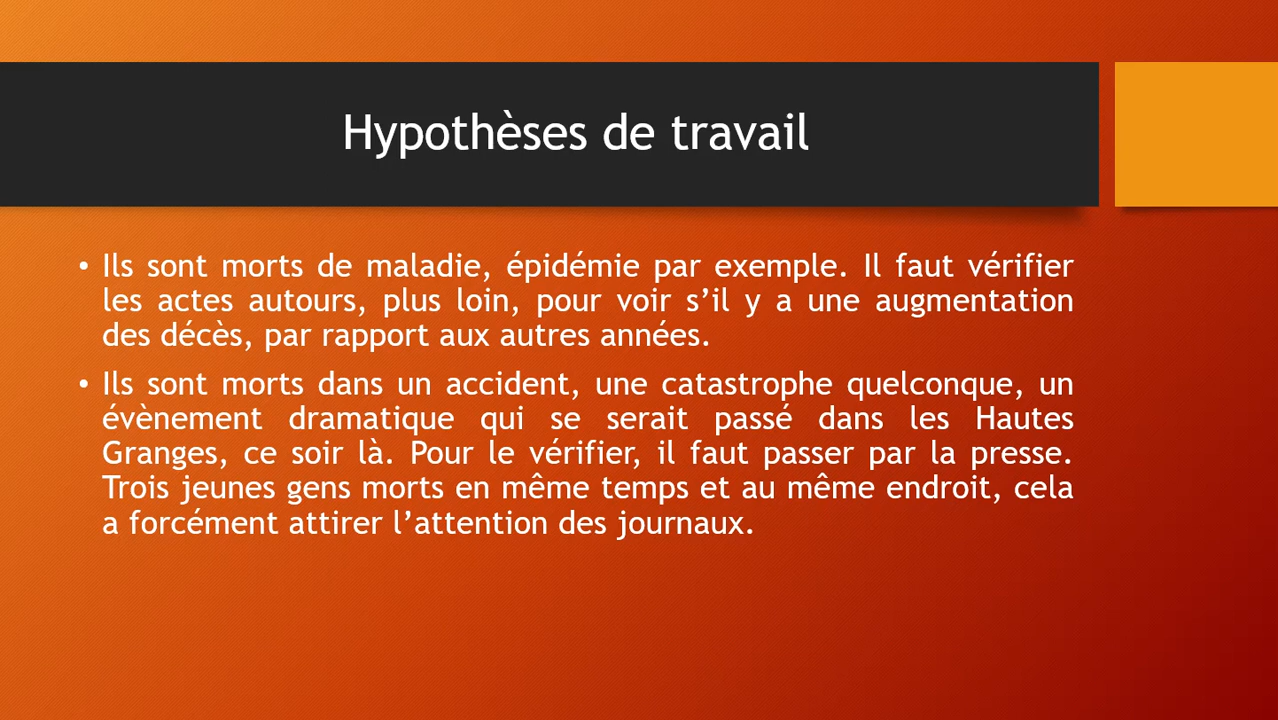 Hypothèses de travail
• Ils sont morts de maladie, épidémie par exemple. Il faut vérifier
les actes autours, plus loin, pour voir s’il y a une augmentation
des décès, par rapport aux autres années.
• Ils sont morts dans un accident, une catastrophe quelconque, un
évènement dramatique qui se serait passé dans les Hautes
Granges, ce soir là. Pour le vérifier, il faut passer par la presse.
Trois jeunes gens morts en même temps et au même endroit, cela
a forcément attirer l’attention des journaux.